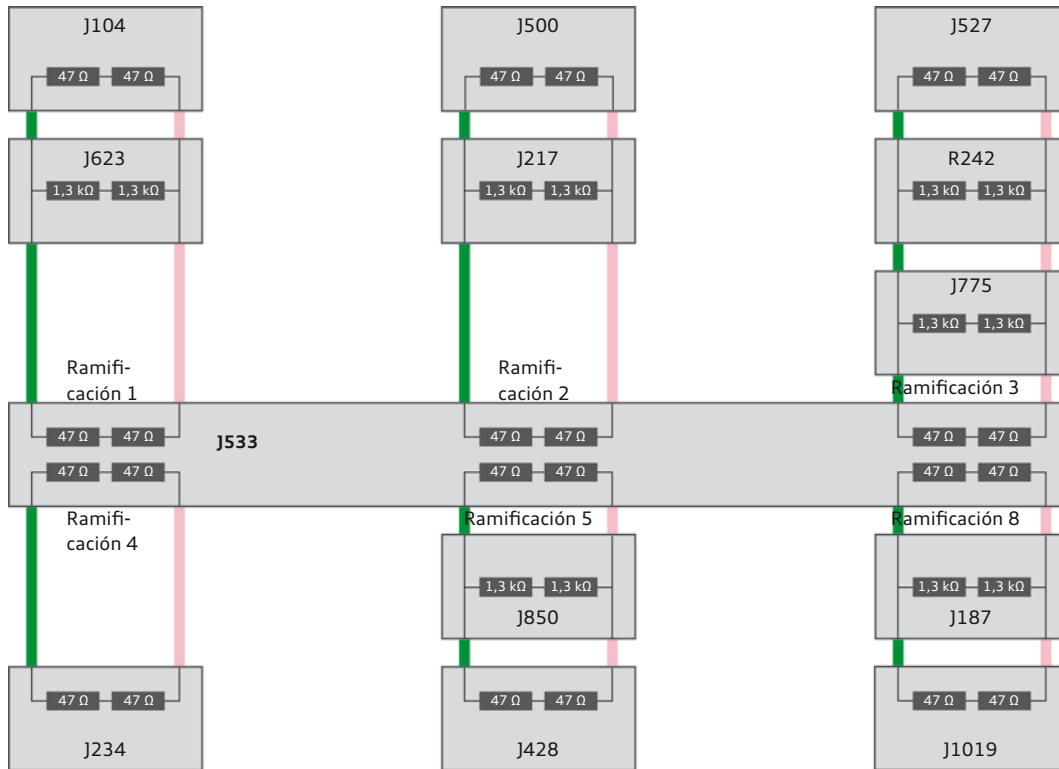 J104
J500
J527
47 Ω 47 Ω
47 Ω 47 Ω
47 Ω 47 Ω
J623
J217
R242
1,3 kΩ 1,3 kΩ
1,3 kΩ 1,3 kΩ
1,3 kΩ 1,3 kΩ
J775
1,3 kΩ 1,3 kΩ
Ramifi-
cación 1
Ramifi-
cación 2
Ramificación 3
47 Ω 47 Ω
47 Ω 47 Ω
47 Ω 47 Ω
J533
47 Ω 47 Ω
47 Ω 47 Ω
47 Ω 47 Ω
Ramifi-
cación 4
Ramificación 5
Ramificación 8
1,3 kΩ 1,3 kΩ
1,3 kΩ 1,3 kΩ
J850
J187
47 Ω 47 Ω
47 Ω 47 Ω
47 Ω 47 Ω
J234
J428
J1019